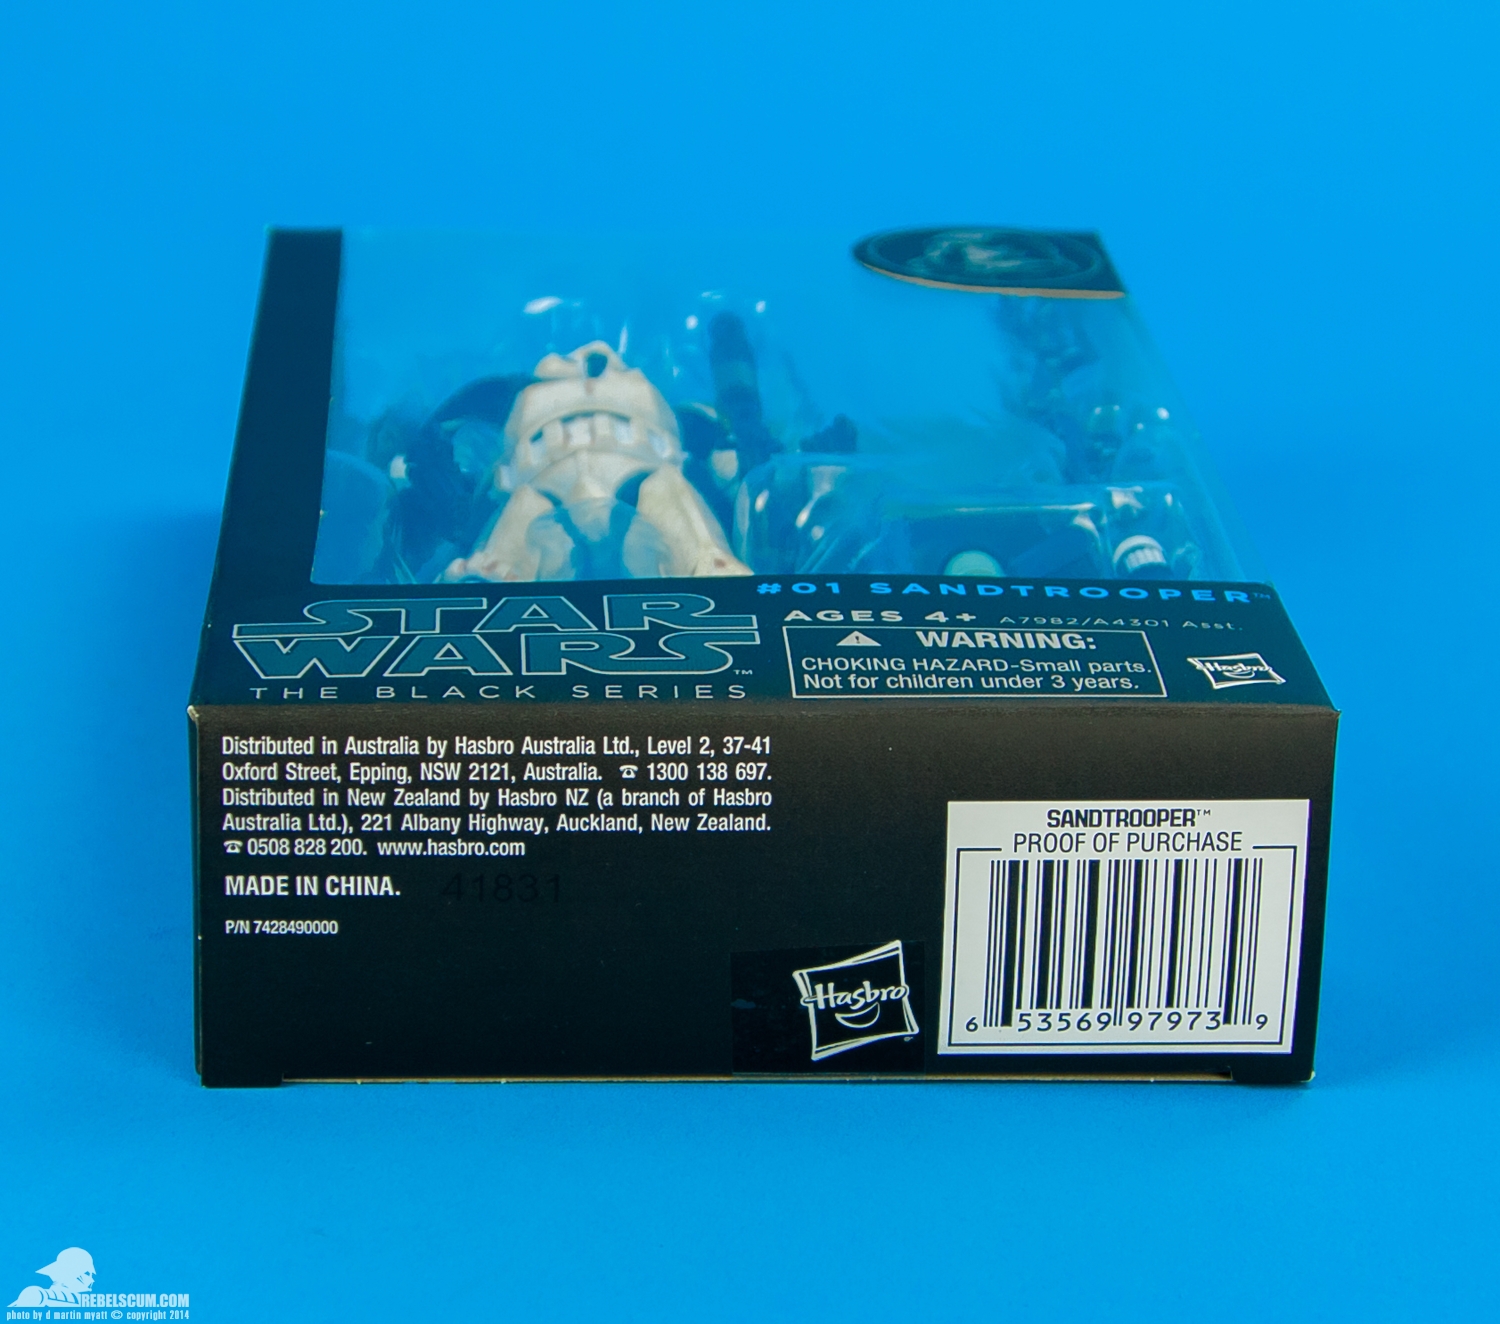 #01 SANDTROOPER™
STAR
WARS™
THE BLACK SERIES
AGES 4+ A7982/A4301 Asst.
WARNING:
CHOKING HAZARD-Small parts.
Not for children under 3 years.
Hasbro
Distributed in Australia by Hasbro Australia Ltd., Level 2, 37-41
Oxford Street, Epping, NSW 2121, Australia. ☎ 1300 138 697.
Distributed in New Zealand by Hasbro NZ (a branch of Hasbro
Australia Ltd.), 221 Albany Highway, Auckland, New Zealand.
☎ 0508 828 200. www.hasbro.com
MADE IN CHINA. 41831
P/N 7428490000
Hasbro
SANDTROOPER™
PROOF OF PURCHASE
6 53569 97973 9
REBELSCUM.COM
photo by d martin myatt © copyright 2014